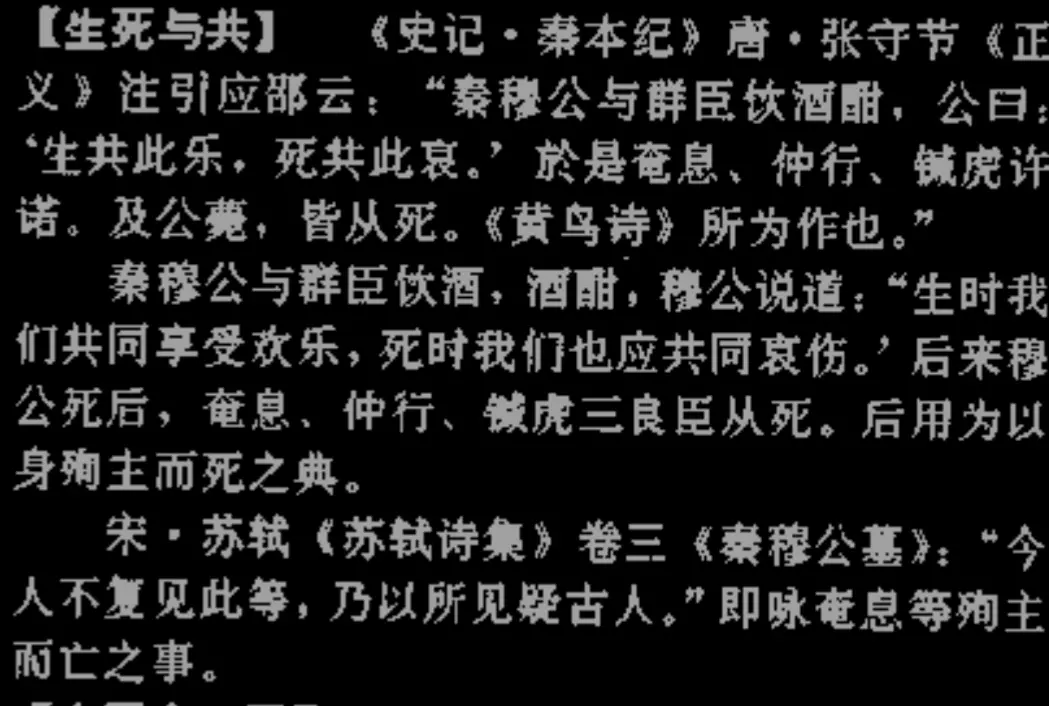 【生死与共】 《史记·秦本纪》唐·张守节《正
义》注引应邵云：“秦穆公与群臣饮酒酣，公曰：
‘生共此乐，死共此哀。’於是奄息、仲行、鍼虎许
诺。及公薨，皆从死。《黄鸟诗》所为作也。”
秦穆公与群臣饮酒，酒酣，穆公说道：“生时我
们共同享受欢乐，死时我们也应共同哀伤。’后来穆
公死后，奄息、仲行、鍼虎三良臣从死。后用为以
身殉主而死之典。
宋·苏轼《苏轼诗集》卷三《秦穆公墓》：“今
人不复见此等，乃以所见疑古人。”即咏奄息等殉主
而亡之事。